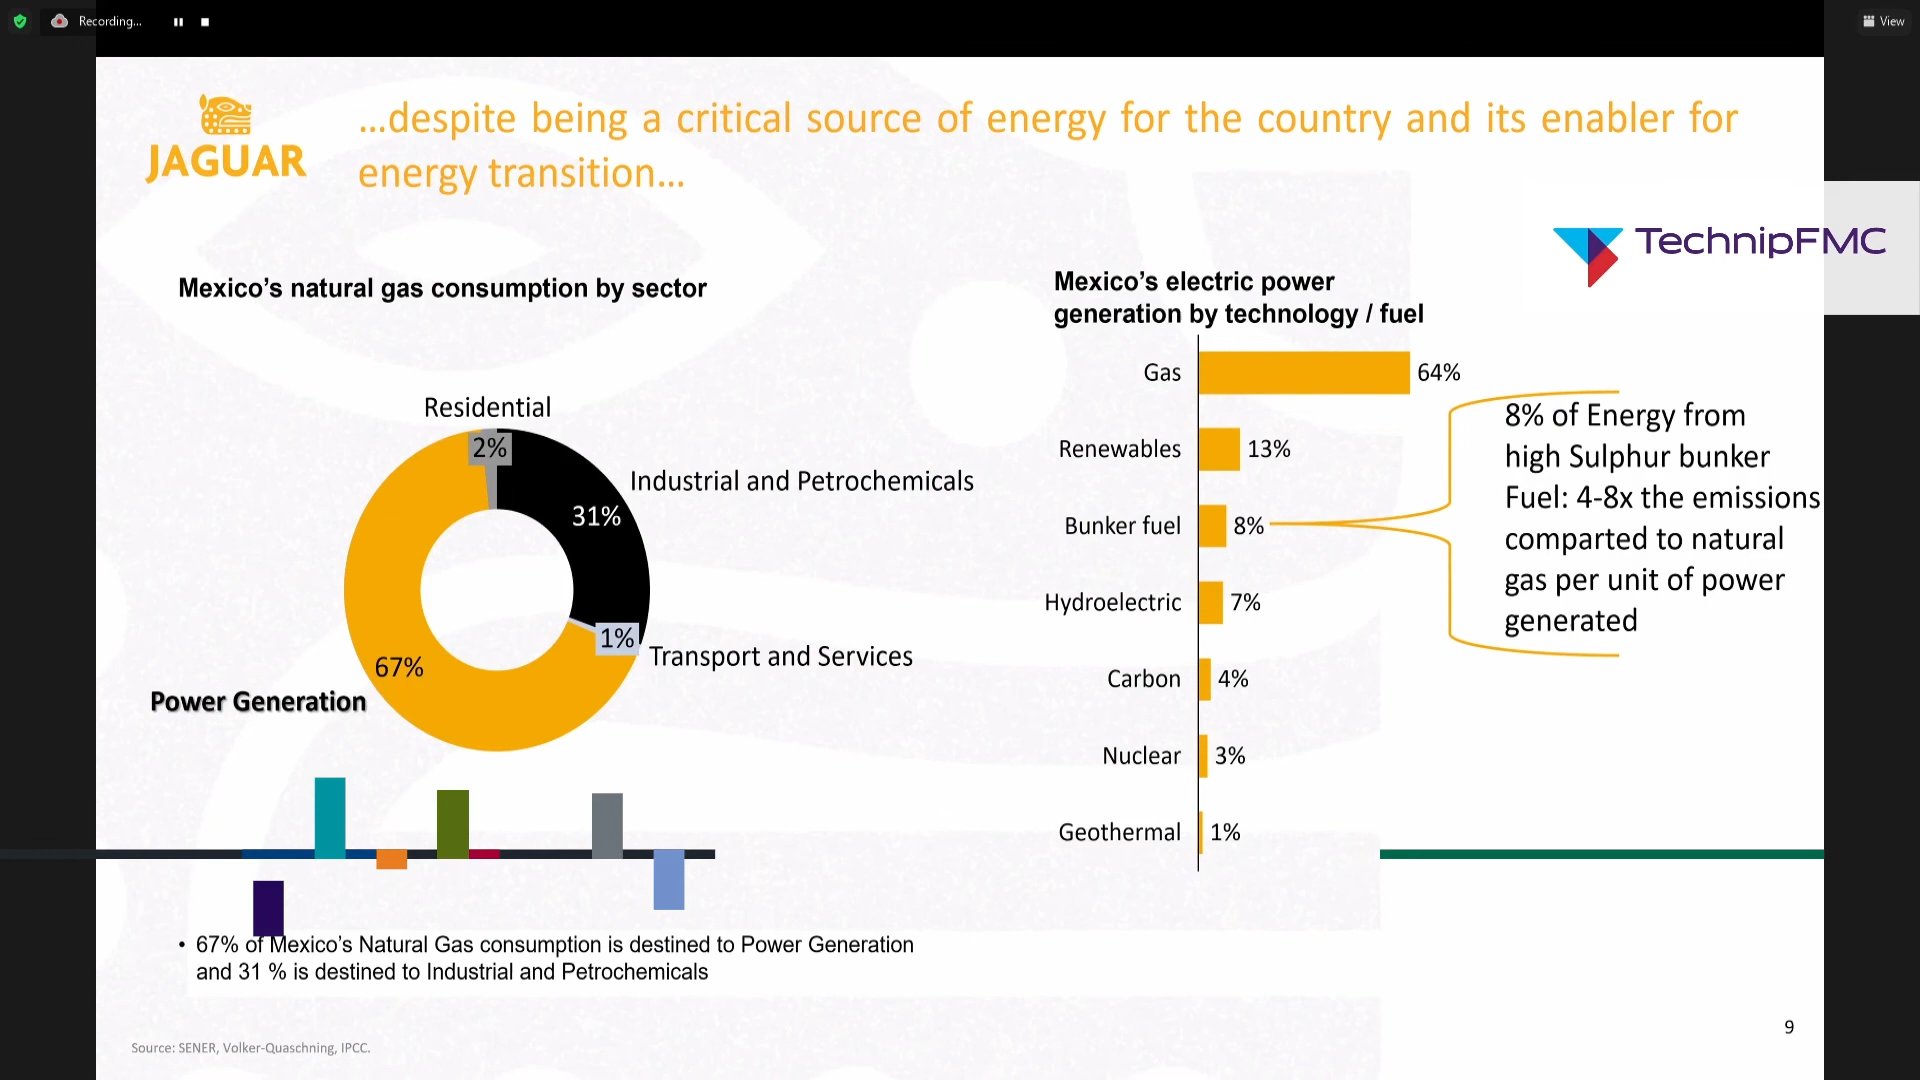 Recording...
View
JAGUAR
...despite being a critical source of energy for the country and its enabler for
energy transition...
TechnipFMC
Mexico's natural gas consumption by sector
Residential
2%
Industrial and Petrochemicals
31%
1%
Transport and Services
67%
Power Generation
Mexico's electric power
generation by technology / fuel
Gas 64%
Renewables 13%
Bunker fuel 8%
Hydroelectric 7%
Carbon 4%
Nuclear 3%
Geothermal 1%
8% of Energy from
high Sulphur bunker
Fuel: 4-8x the emissions
comparted to natural
gas per unit of power
generated
• 67% of Mexico's Natural Gas consumption is destined to Power Generation
and 31 % is destined to Industrial and Petrochemicals
9
Source: SENER, Volker-Quaschning, IPCC.